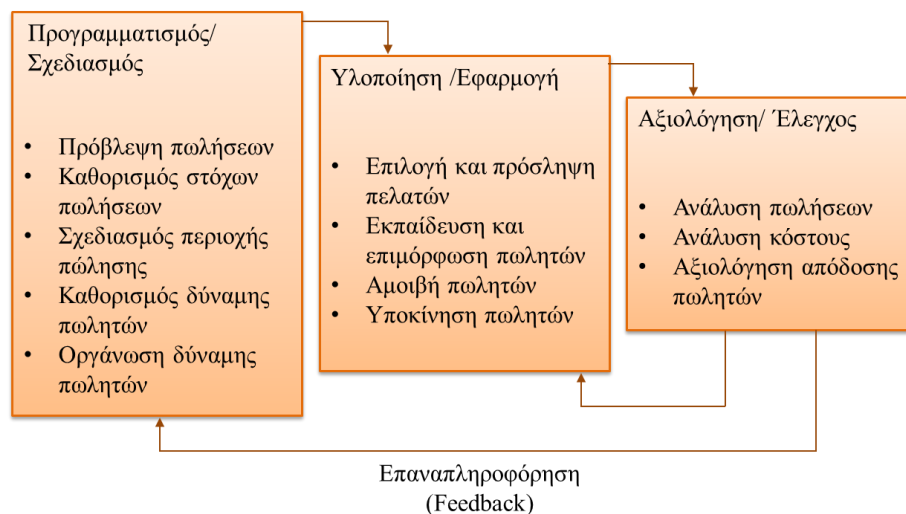 Προγραμματισμός/
Σχεδιασμός
• Πρόβλεψη πωλήσεων
• Καθορισμός στόχων
πωλήσεων
• Σχεδιασμός περιοχής
πώλησης
• Καθορισμός δύναμης
πωλητών
• Οργάνωση δύναμης
πωλητών
Υλοποίηση /Εφαρμογή
• Επιλογή και πρόσληψη
πελατών
• Εκπαίδευση και
επιμόρφωση πωλητών
• Αμοιβή πωλητών
• Υποκίνηση πωλητών
Αξιολόγηση/ Έλεγχος
• Ανάλυση πωλήσεων
• Ανάλυση κόστους
• Αξιολόγηση απόδοσης
πωλητών
Επαναπληροφόρηση
(Feedback)